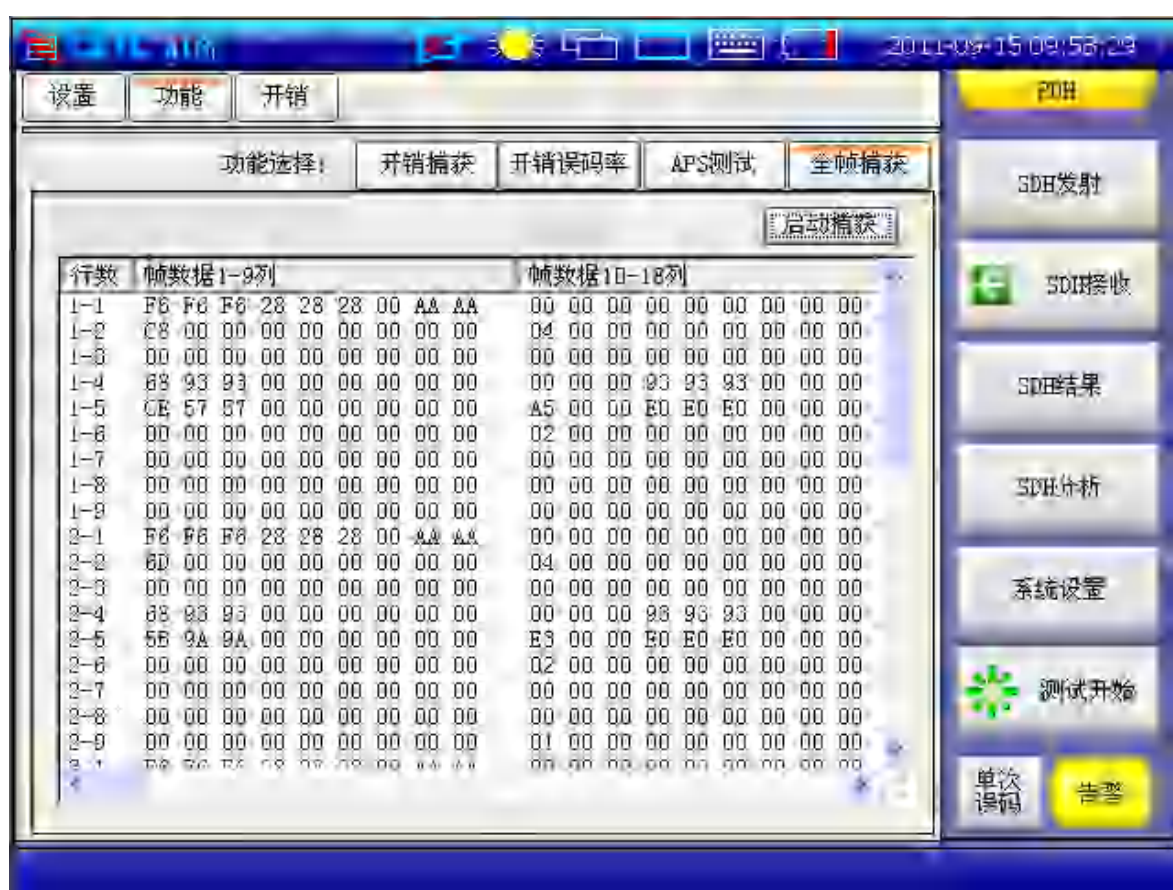 2011-09-15 09:53:29
设置 功能 开销
PDH
功能选择: 开销捕获 开销误码率 APS测试 全帧捕获
SDH发射
启动捕获
行数 帧数据1-9列 帧数据10-18列
SDH接收
1-1 F6 F6 F6 28 28 28 00 AA AA 00 00 00 00 00 00 00 00 00
1-2 C8 00 00 00 00 00 00 00 00 04 00 00 00 00 00 00 00 00
1-3 00 00 00 00 00 00 00 00 00 00 00 00 00 00 00 00 00 00
1-4 68 93 93 00 00 00 00 00 00 00 00 00 93 93 93 00 00 00
SDH结果
1-5 CE 57 57 00 00 00 00 00 00 A5 00 00 E0 E0 E0 00 00 00
1-6 00 00 00 00 00 00 00 00 00 02 00 00 00 00 00 00 00 00
1-7 00 00 00 00 00 00 00 00 00 00 00 00 00 00 00 00 00 00
1-8 00 00 00 00 00 00 00 00 00 00 00 00 00 00 00 00 00 00
SDH分析
1-9 00 00 00 00 00 00 00 00 00 00 00 00 00 00 00 00 00 00
2-1 F6 F6 F6 28 28 28 00 AA AA 00 00 00 00 00 00 00 00 00
2-2 6D 00 00 00 00 00 00 00 00 04 00 00 00 00 00 00 00 00
2-3 00 00 00 00 00 00 00 00 00 00 00 00 00 00 00 00 00 00
系统设置
2-4 68 93 93 00 00 00 00 00 00 00 00 00 93 93 93 00 00 00
2-5 5B 9A 9A 00 00 00 00 00 00 E3 00 00 E0 E0 E0 00 00 00
2-6 00 00 00 00 00 00 00 00 00 02 00 00 00 00 00 00 00 00
2-7 00 00 00 00 00 00 00 00 00 00 00 00 00 00 00 00 00 00
测试开始
2-8 00 00 00 00 00 00 00 00 00 00 00 00 00 00 00 00 00 00
2-9 00 00 00 00 00 00 00 00 00 01 00 00 00 00 00 00 00 00
单次误码 告警